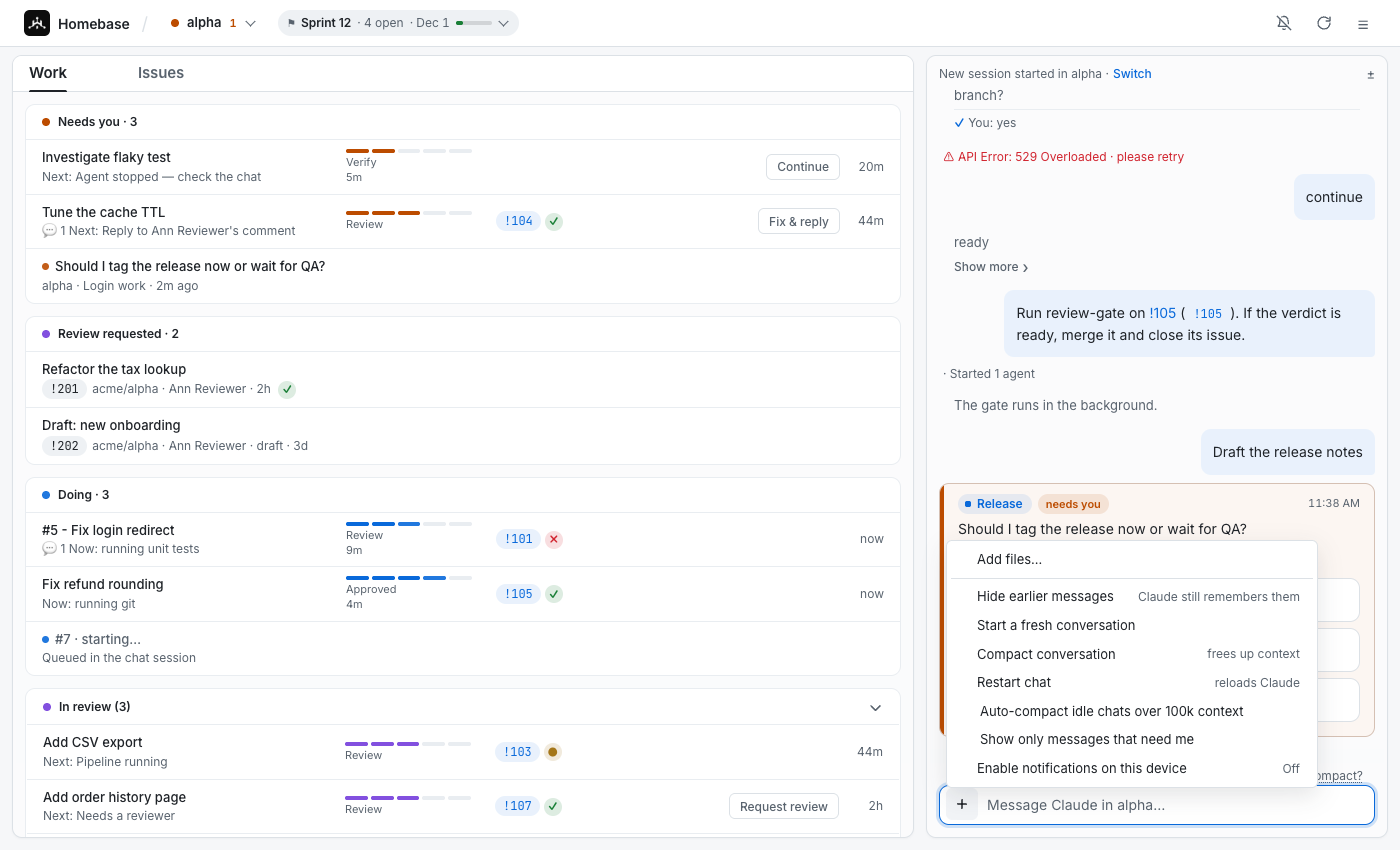 Homebase / alpha 1
Sprint 12 · 4 open · Dec 1
Work Issues
Needs you · 3
Investigate flaky test
Next: Agent stopped — check the chat
Verify
5m
Continue 20m
Tune the cache TTL
1 Next: Reply to Ann Reviewer's comment
Review
!104
Fix & reply 44m
Should I tag the release now or wait for QA?
alpha · Login work · 2m ago
Review requested · 2
Refactor the tax lookup
!201 acme/alpha · Ann Reviewer · 2h
Draft: new onboarding
!202 acme/alpha · Ann Reviewer · draft · 3d
Doing · 3
#5 - Fix login redirect
1 Now: running unit tests
Review
9m
!101
now
Fix refund rounding
Now: running git
Approved
4m
!105
now
#7 · starting...
Queued in the chat session
In review (3)
Add CSV export
Next: Pipeline running
Review
!103
44m
Add order history page
Next: Needs a reviewer
Review
!107
Request review 2h
New session started in alpha · Switch ±
branch?
You: yes
API Error: 529 Overloaded · please retry
continue
ready
Show more ›
Run review-gate on !105 ( !105 ). If the verdict is
ready, merge it and close its issue.
· Started 1 agent
The gate runs in the background.
Draft the release notes
Release needs you 11:38 AM
Should I tag the release now or wait for QA?
Add files...
Hide earlier messages Claude still remembers them
Start a fresh conversation
Compact conversation frees up context
Restart chat reloads Claude
Auto-compact idle chats over 100k context
Show only messages that need me
Enable notifications on this device Off
+ Message Claude in alpha...